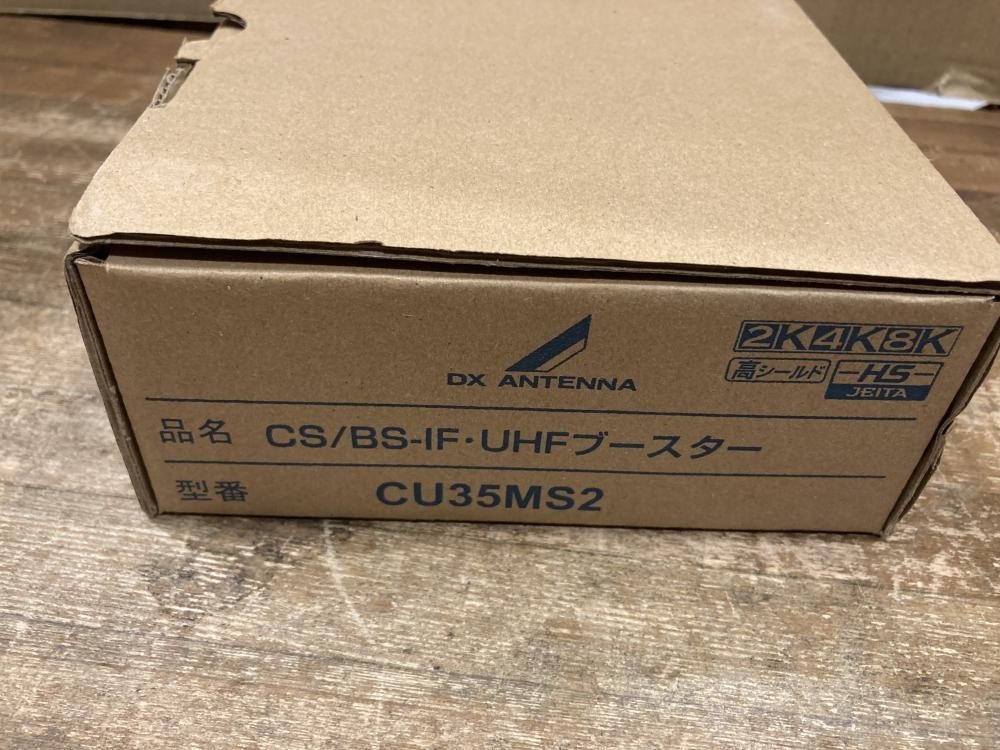 DX ANTENNA
2K4K8K
高シールド
HS
JEITA
品名 CS/BS-IF・UHFブースター
型番 CU35MS2